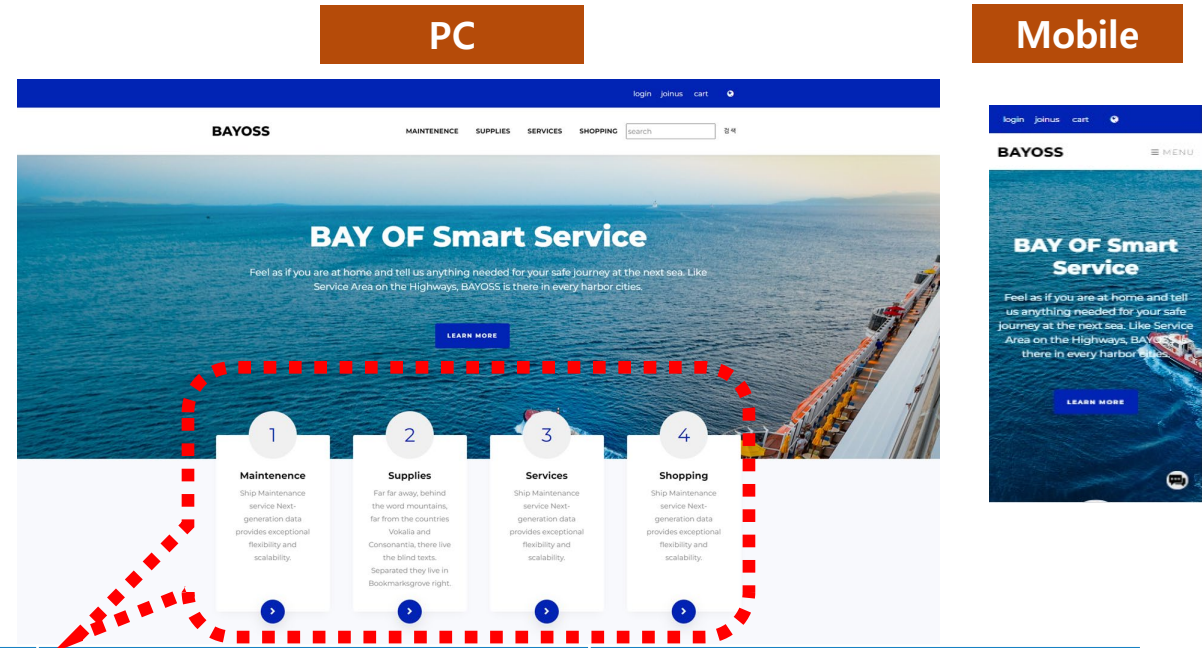 PC
Mobile
login joinus cart
BAYOSS
MAINTENENCE SUPPLIES SERVICES SHOPPING search 검색
BAY OF Smart Service
Feel as if you are at home and tell us anything needed for your safe journey at the next sea. Like
Service Area on the Highways, BAYOSS is there in every harbor cities.
LEARN MORE
1
Maintenence
Ship Maintenance
service Next-
generation data
provides exceptional
flexibility and
scalability.
2
Supplies
Far far away, behind
the word mountains,
far from the countries
Vokalia and
Consonantia, there live
the blind texts.
Separated they live in
Bookmarksgrove right.
3
Services
Ship Maintenance
service Next-
generation data
provides exceptional
flexibility and
scalability.
4
Shopping
Ship Maintenance
service Next-
generation data
provides exceptional
flexibility and
scalability.
login joinus cart
BAYOSS
MENU
BAY OF Smart
Service
Feel as if you are at home and tell
us anything needed for your safe
journey at the next sea. Like Service
Area on the Highways, BAYOSS is
there in every harbor cities.
LEARN MORE